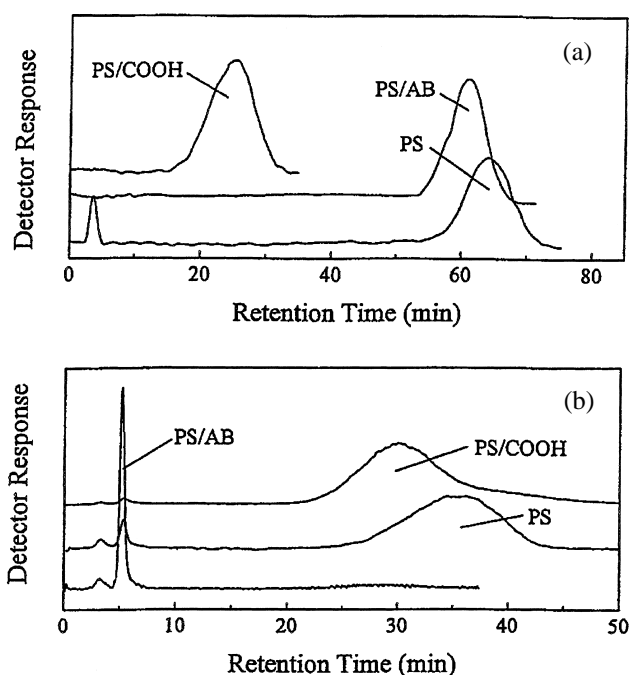 (a)
PS/COOH
PS/AB
PS
Detector Response
0 20 40 60 80
Retention Time (min)
(b)
PS/AB
PS/COOH
PS
Detector Response
0 10 20 30 40 50
Retention Time (min)